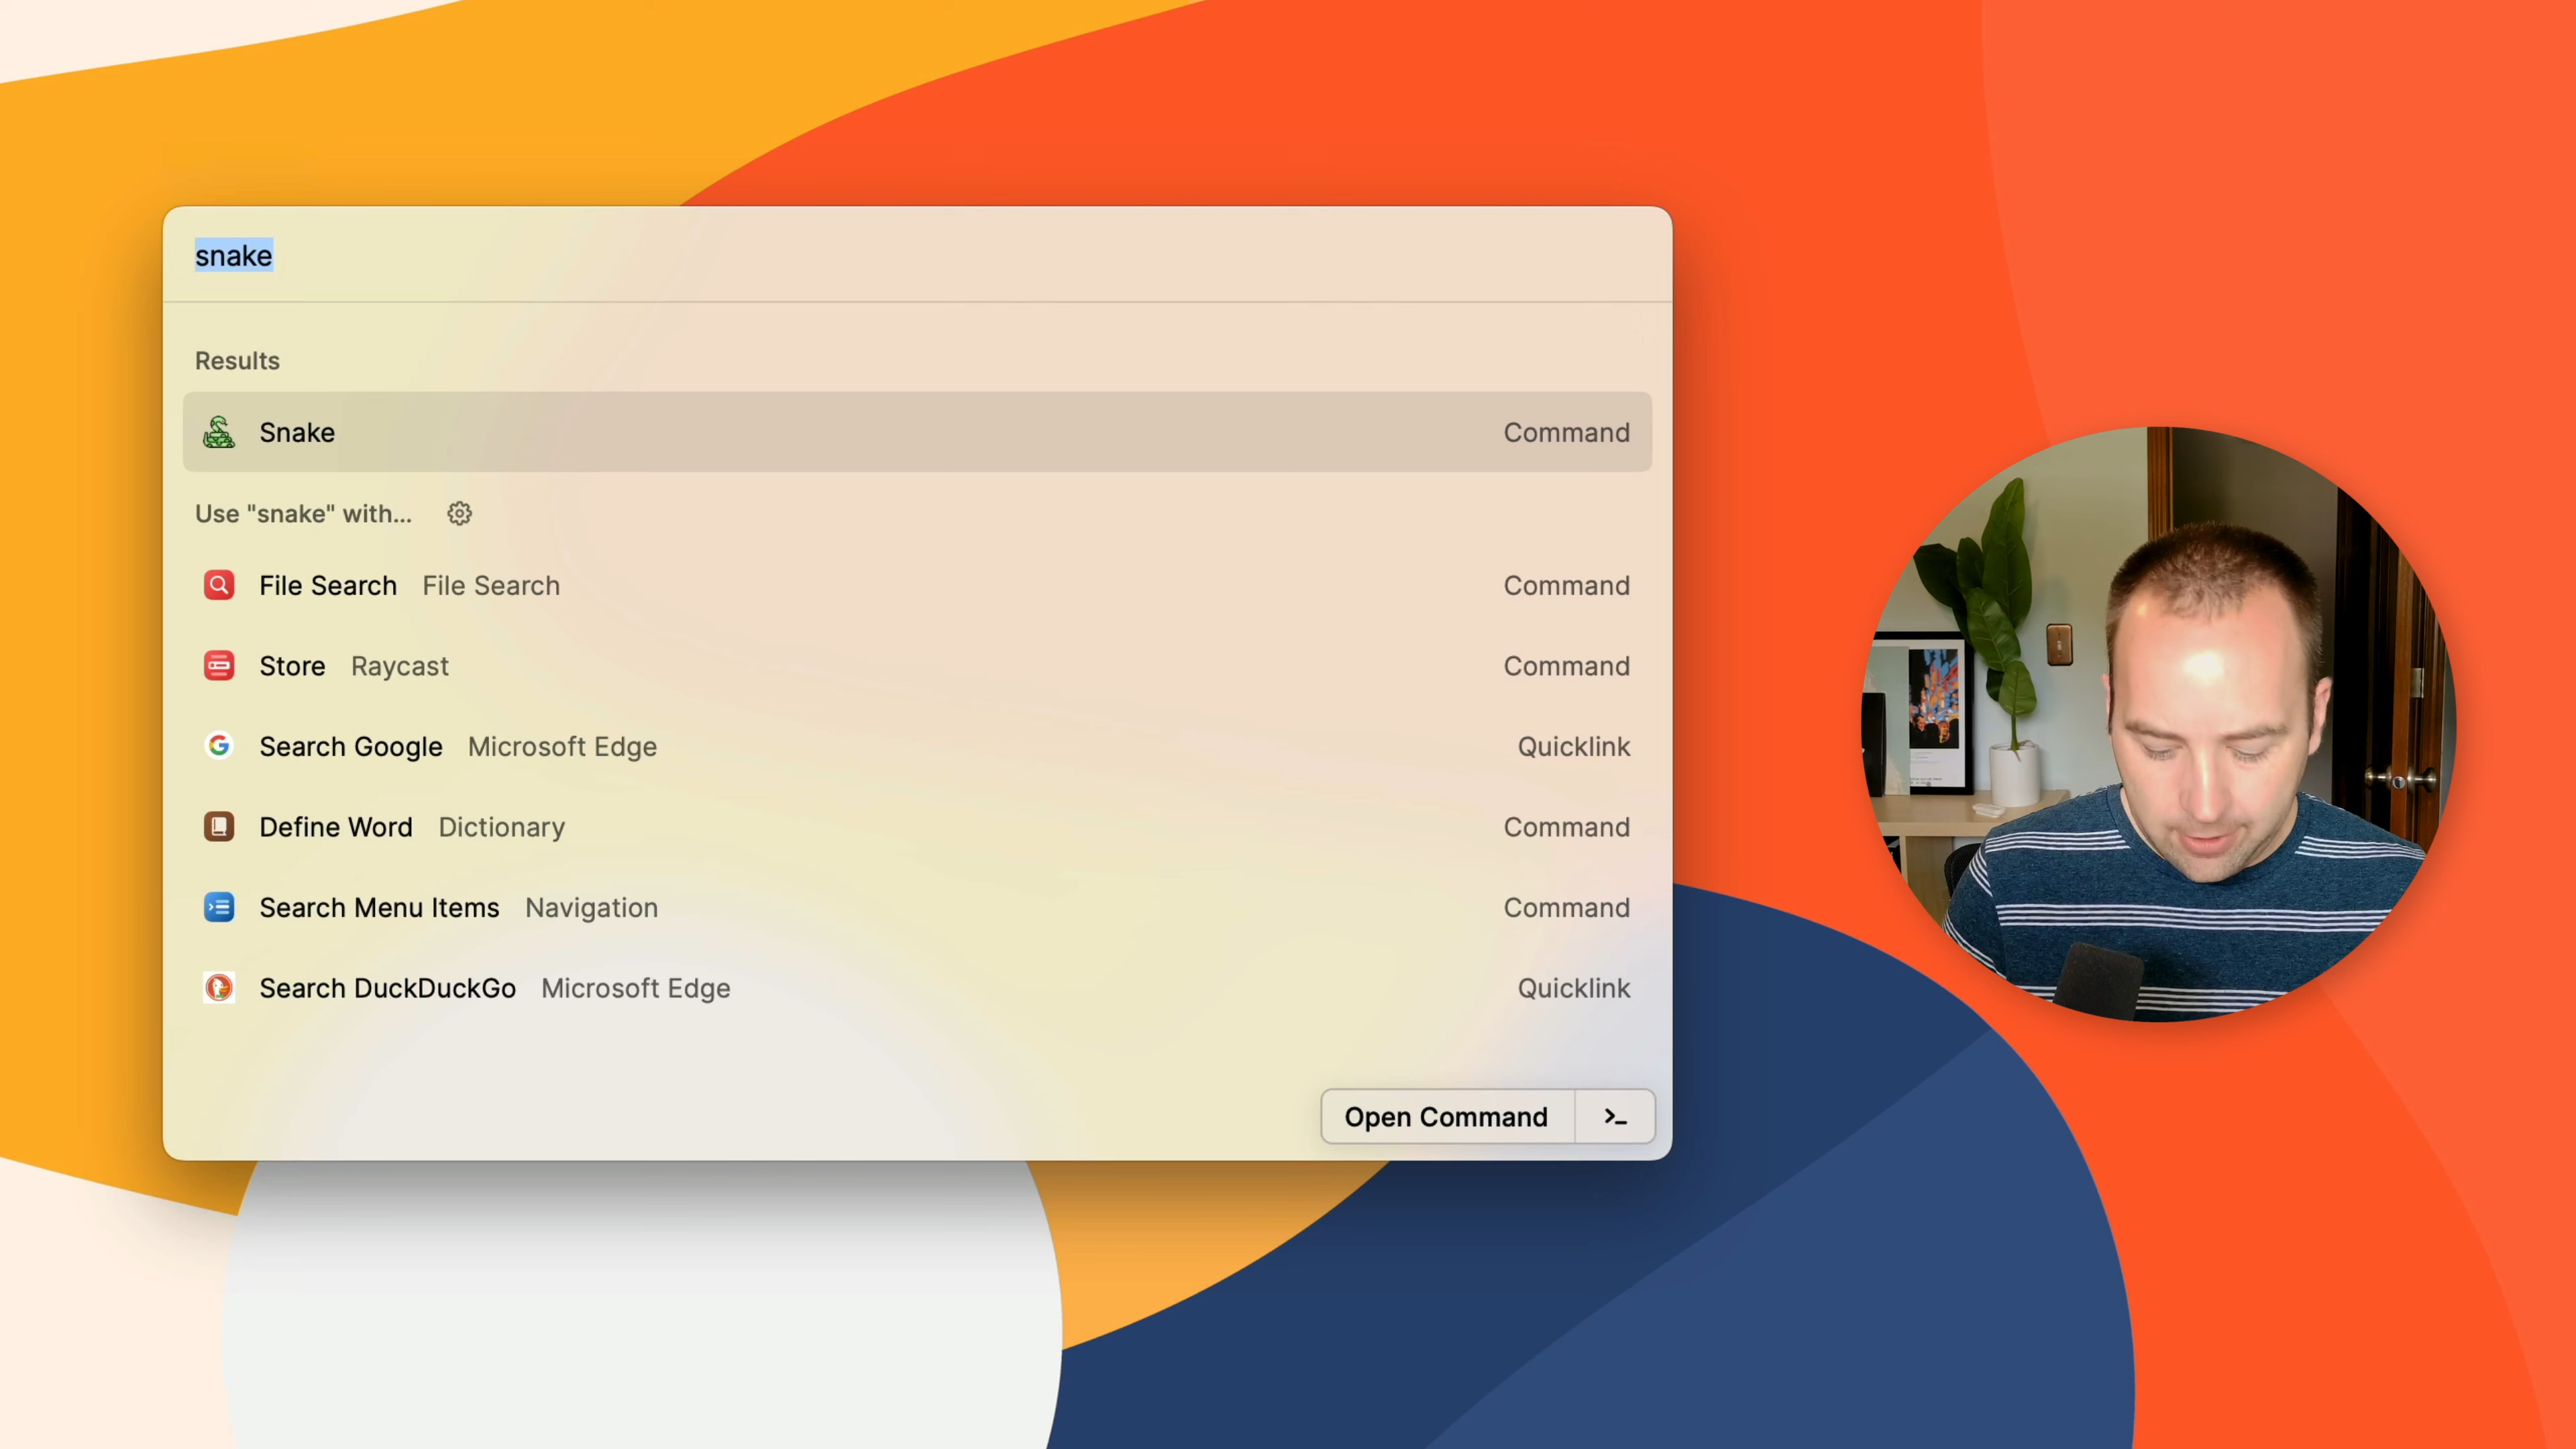 snake
Results
Snake Command
Use "snake" with...
File Search File Search Command
Store Raycast Command
Search Google Microsoft Edge Quicklink
Define Word Dictionary Command
Search Menu Items Navigation Command
Search DuckDuckGo Microsoft Edge Quicklink
Open Command >_